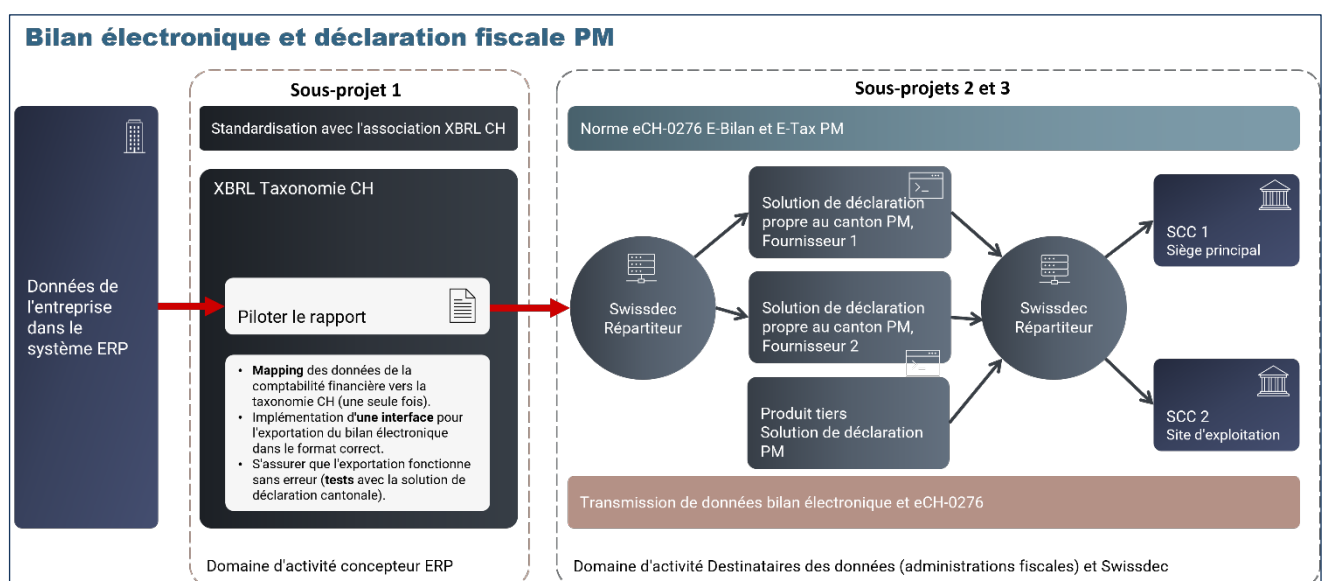 Bilan électronique et déclaration fiscale PM
Données de
l'entreprise
dans le
système ERP
Sous-projet 1
Standardisation avec l'association XBRL CH
XBRL Taxonomie CH
Piloter le rapport
• Mapping des données de la
comptabilité financière vers la
taxonomie CH (une seule fois).
• Implémentation d'une interface pour
l'exportation du bilan électronique
dans le format correct.
• S'assurer que l'exportation fonctionne
sans erreur (tests avec la solution de
déclaration cantonale).
Domaine d'activité concepteur ERP
Sous-projets 2 et 3
Norme eCH-0276 E-Bilan et E-Tax PM
Swissdec
Répartiteur
Solution de déclaration
propre au canton PM,
Fournisseur 1
Solution de déclaration
propre au canton PM,
Fournisseur 2
Produit tiers
Solution de déclaration
PM
Swissdec
Répartiteur
SCC 1
Siège principal
SCC 2
Site d'exploitation
Transmission de données bilan électronique et eCH-0276
Domaine d'activité Destinataires des données (administrations fiscales) et Swissdec